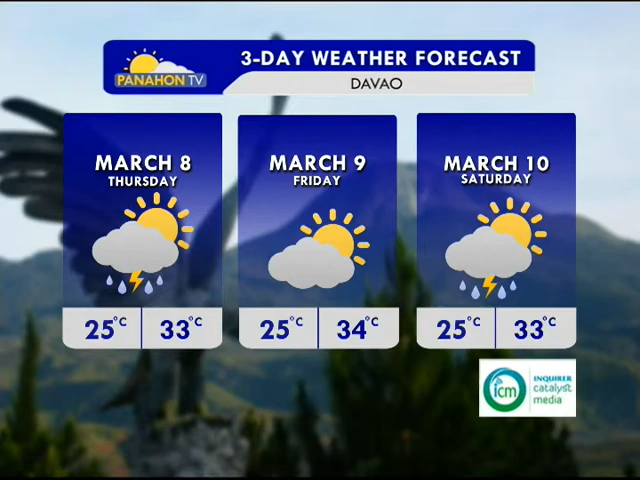 3-DAY WEATHER FORECAST
PANAHON TV
DAVAO
MARCH 8
THURSDAY
25°C 33°C
MARCH 9
FRIDAY
25°C 34°C
MARCH 10
SATURDAY
25°C 33°C
icm
INQUIRER
catalyst
media